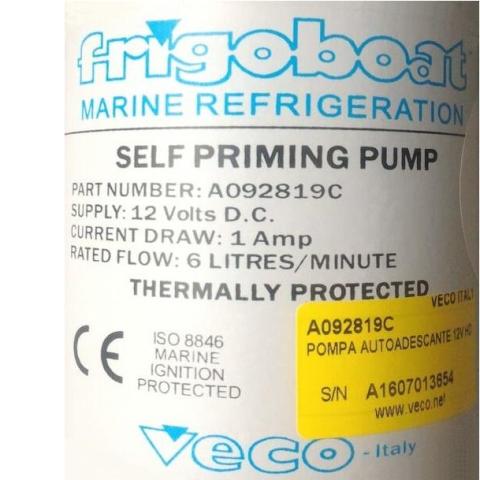 frigoboat
MARINE REFRIGERATION
SELF PRIMING PUMP
PART NUMBER: A092819C
SUPPLY: 12 Volts D.C.
CURRENT DRAW: 1 Amp
RATED FLOW: 6 LITRES/MINUTE
THERMALLY PROTECTED
VECO ITALY
A092819C
POMPA AUTOADESCANTE 12V HD
S/N A1607013654
www.veco.net
CE
ISO 8846
MARINE
IGNITION
PROTECTED
veco - Italy